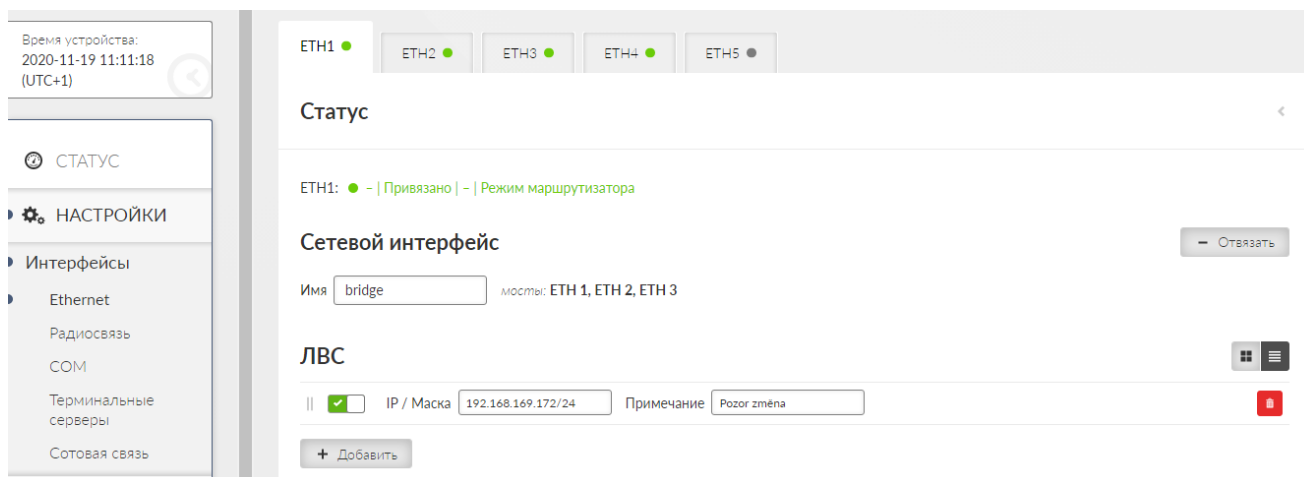 Время устройства:
2020-11-19 11:11:18
(UTC+1)
СТАТУС
НАСТРОЙКИ
Интерфейсы
Ethernet
Радиосвязь
COM
Терминальные
серверы
Сотовая связь
ETH1 ETH2 ETH3 ETH4 ETH5
Статус
ETH1: – | Привязано | – | Режим маршрутизатора
Сетевой интерфейс – Отвязать
Имя bridge мосты: ETH 1, ETH 2, ETH 3
ЛВС
IP / Маска 192.168.169.172/24 Примечание Pozor změna
+ Добавить